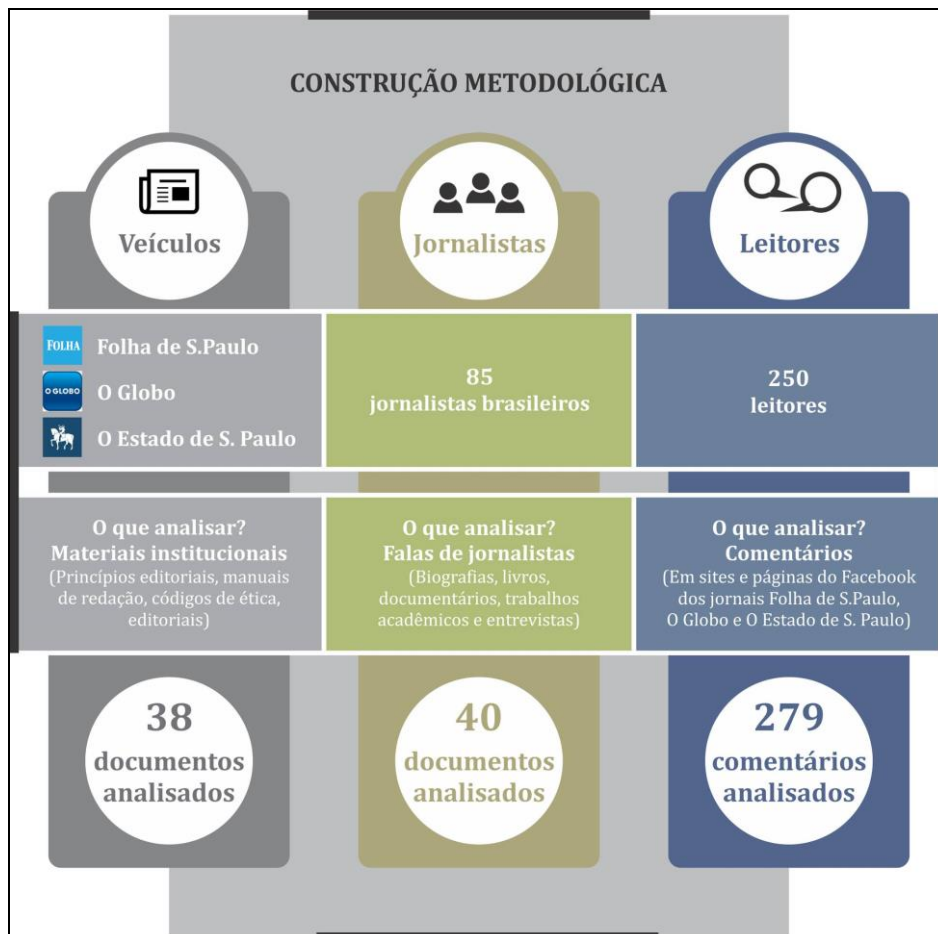 CONSTRUÇÃO METODOLÓGICA
Veículos
Jornalistas
Leitores
FOLHA
Folha de S.Paulo
O GLOBO
O Globo
O Estado de S. Paulo
85
jornalistas brasileiros
250
leitores
O que analisar?
Materiais institucionais
(Princípios editoriais, manuais
de redação, códigos de ética,
editoriais)
O que analisar?
Falas de jornalistas
(Biografias, livros,
documentários, trabalhos
acadêmicos e entrevistas)
O que analisar?
Comentários
(Em sites e páginas do Facebook
dos jornais Folha de S.Paulo,
O Globo e O Estado de S. Paulo)
38
documentos
analisados
40
documentos
analisados
279
comentários
analisados